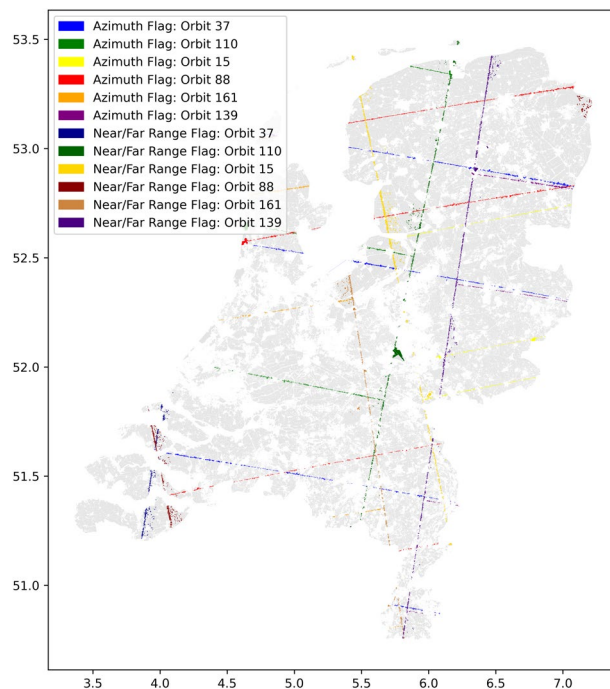 Azimuth Flag: Orbit 37
Azimuth Flag: Orbit 110
Azimuth Flag: Orbit 15
Azimuth Flag: Orbit 88
Azimuth Flag: Orbit 161
Azimuth Flag: Orbit 139
Near/Far Range Flag: Orbit 37
Near/Far Range Flag: Orbit 110
Near/Far Range Flag: Orbit 15
Near/Far Range Flag: Orbit 88
Near/Far Range Flag: Orbit 161
Near/Far Range Flag: Orbit 139
53.5
53.0
52.5
52.0
51.5
51.0
3.5 4.0 4.5 5.0 5.5 6.0 6.5 7.0